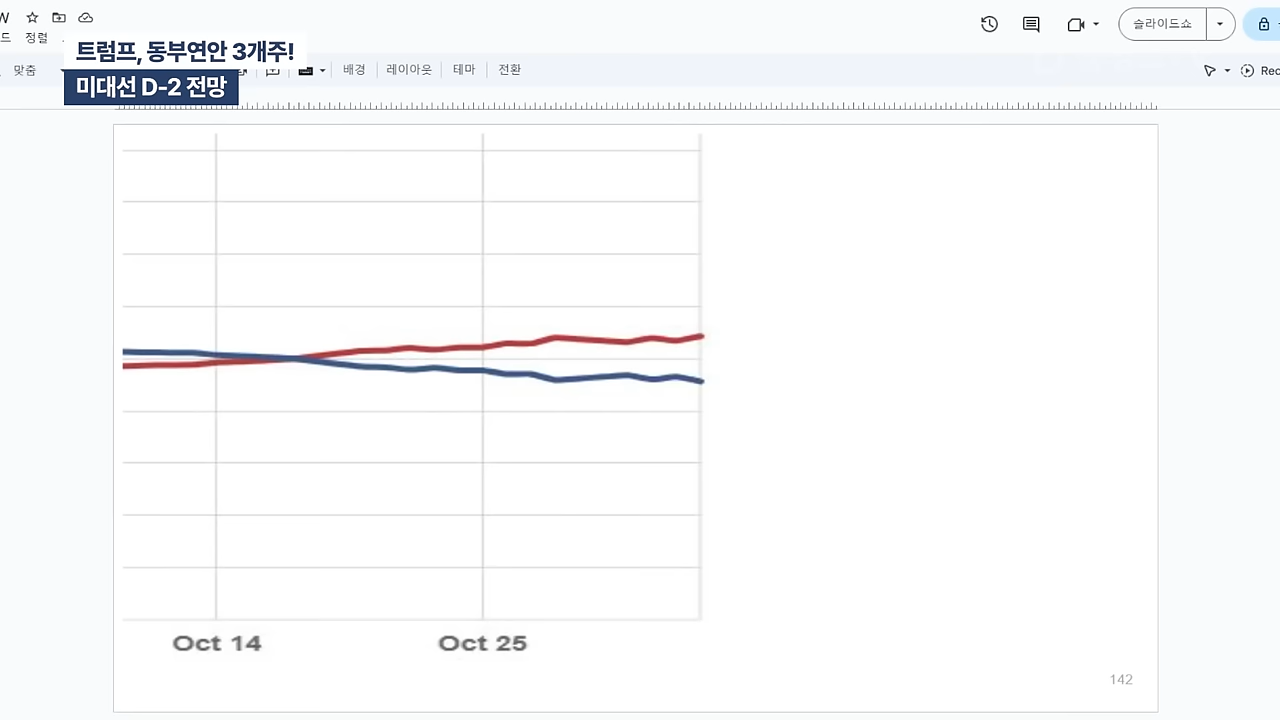 W
슬라이드쇼
드 정렬
트럼프, 동부연안 3개주!
맞춤
배경
레이아웃
테마
전환
Rec
미대선 D-2 전망
Oct 14
Oct 25
142